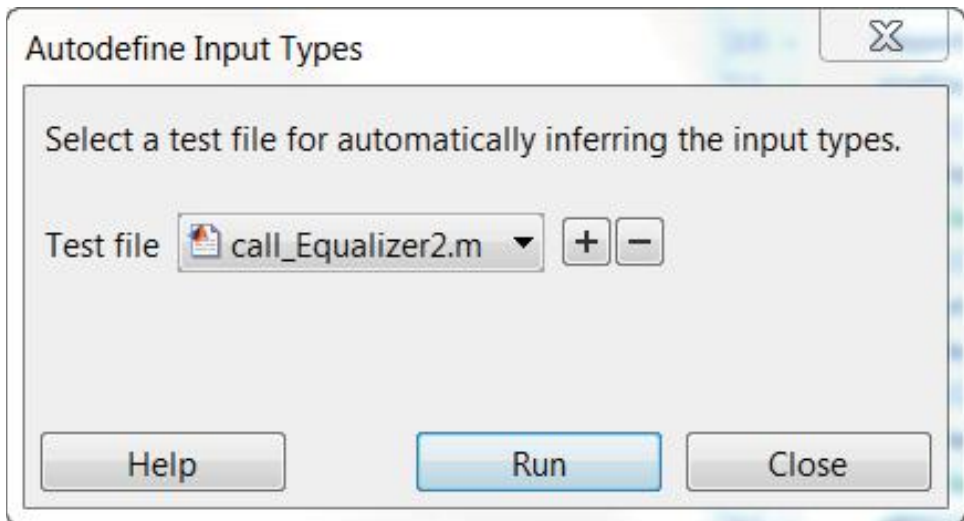 Autodefine Input Types
Select a test file for automatically inferring the input types.
Test file call_Equalizer2.m + −
Help Run Close